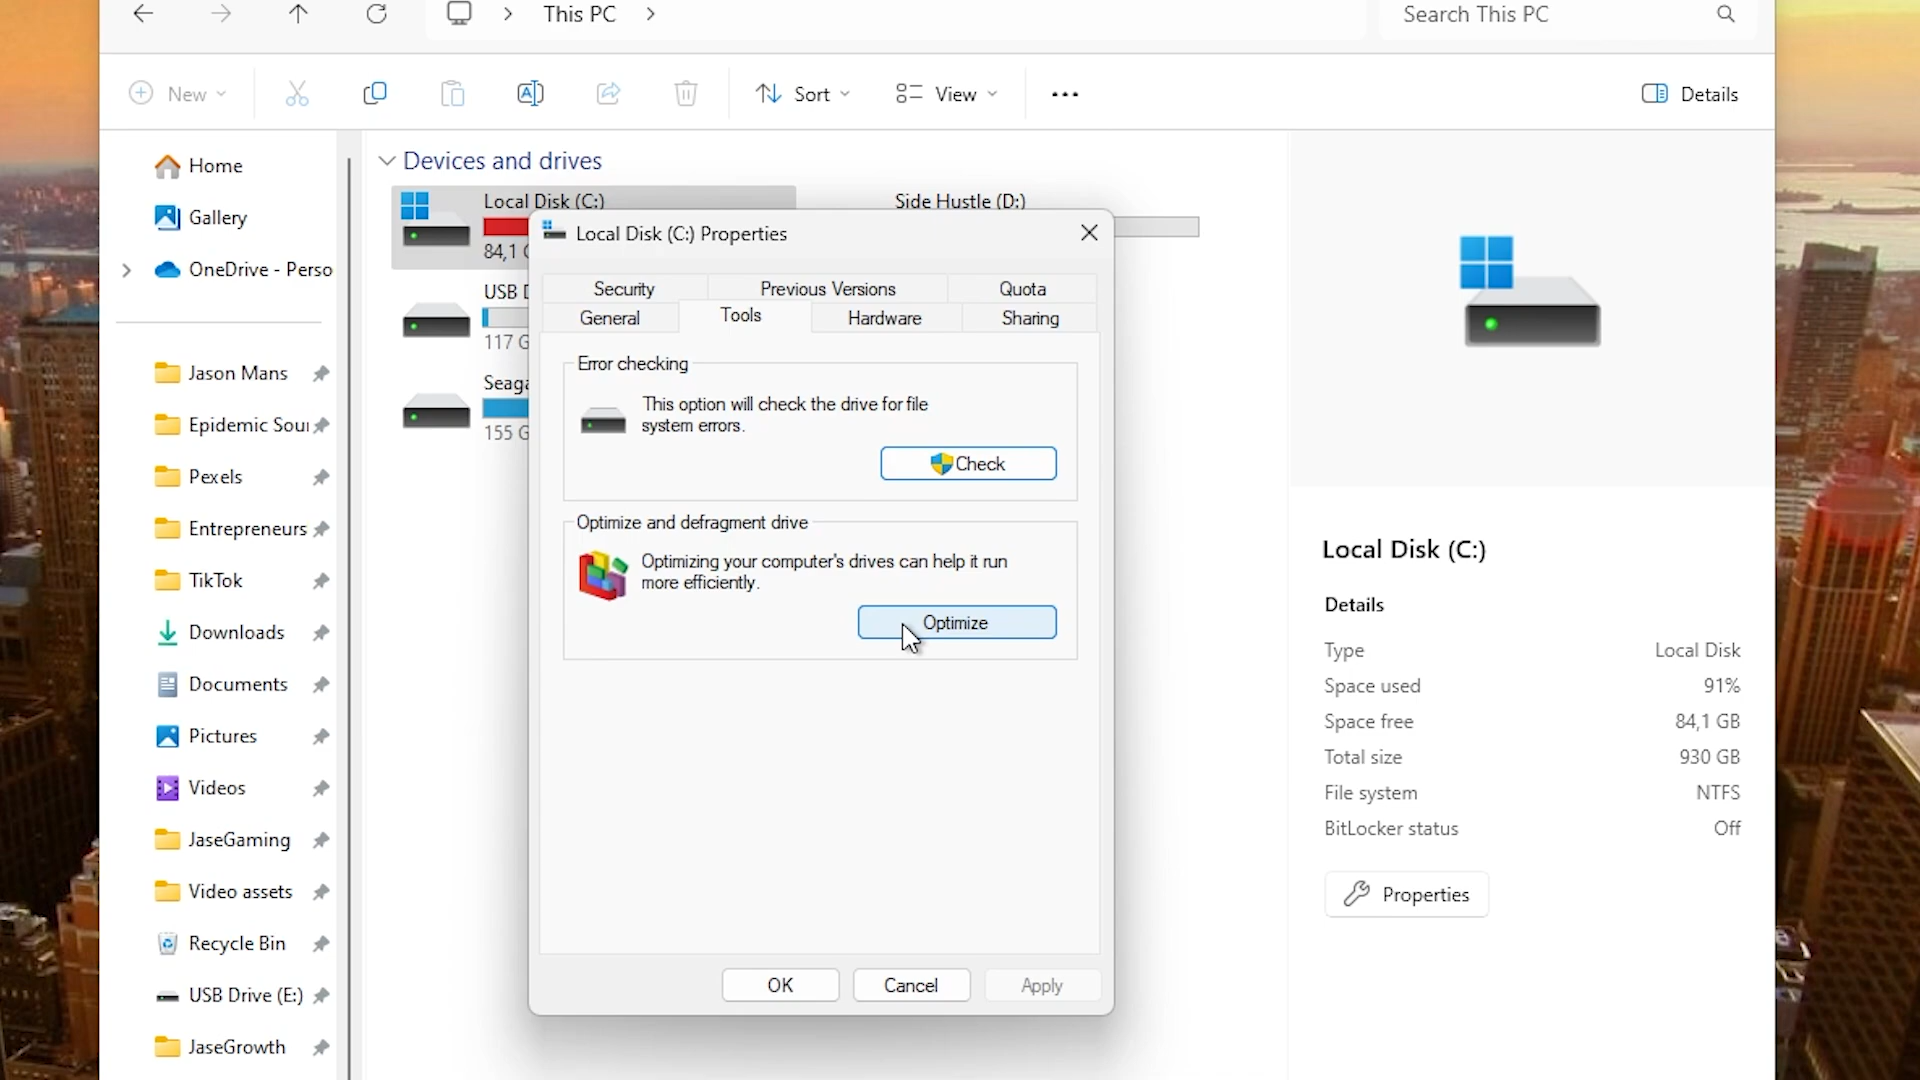 This PC
Search This PC
New
Sort
View
Details
Home
Gallery
OneDrive - Perso
Jason Mans
Epidemic Sou
Pexels
Entrepreneurs
TikTok
Downloads
Documents
Pictures
Videos
JaseGaming
Video assets
Recycle Bin
USB Drive (E:)
JaseGrowth
Devices and drives
Local Disk (C:)
84,1
USB
117
Seaga
155
Side Hustle (D:)
Local Disk (C:) Properties
Security
Previous Versions
Quota
General
Tools
Hardware
Sharing
Error checking
This option will check the drive for file
system errors.
Check
Optimize and defragment drive
Optimizing your computer's drives can help it run
more efficiently.
Optimize
OK
Cancel
Apply
Local Disk (C:)
Details
Type Local Disk
Space used 91%
Space free 84,1 GB
Total size 930 GB
File system NTFS
BitLocker status Off
Properties